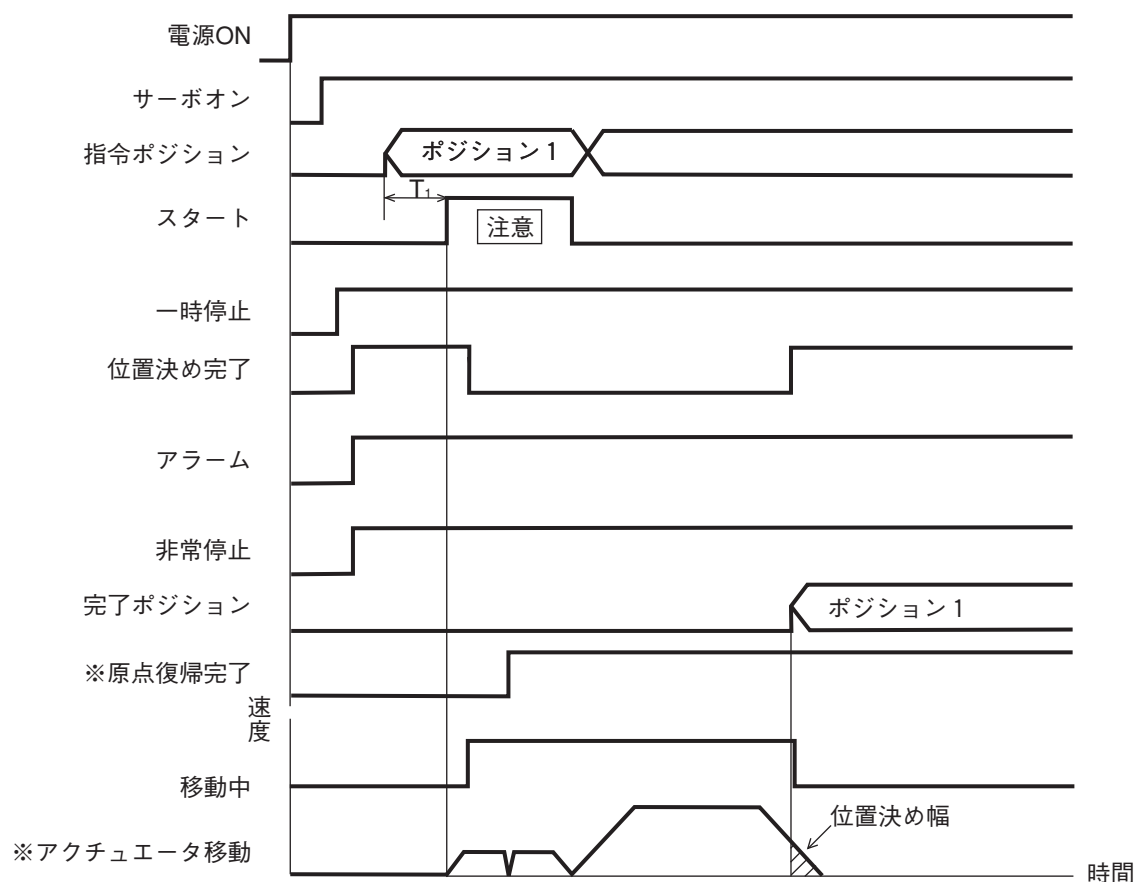 電源ON
サーボオン
指令ポジション
ポジション1
T1
スタート
注意
一時停止
位置決め完了
アラーム
非常停止
完了ポジション
ポジション1
※原点復帰完了
速度
移動中
位置決め幅
※アクチュエータ移動
時間